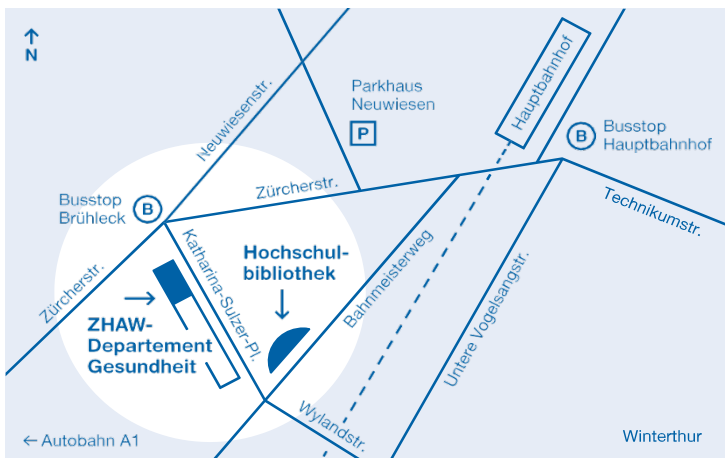 N
Neuwiesenstr.
Parkhaus
Neuwiesen
P
Hauptbahnhof
B
Busstop
Hauptbahnhof
Busstop
Brühleck
B
Zürcherstr.
Technikumstr.
Zürcherstr.
Katharina-Sulzer-Pl.
Hochschul-
bibliothek
Bahnmeisterweg
Untere Vogelsangstr.
ZHAW-
Departement
Gesundheit
Wylandstr.
← Autobahn A1
Winterthur